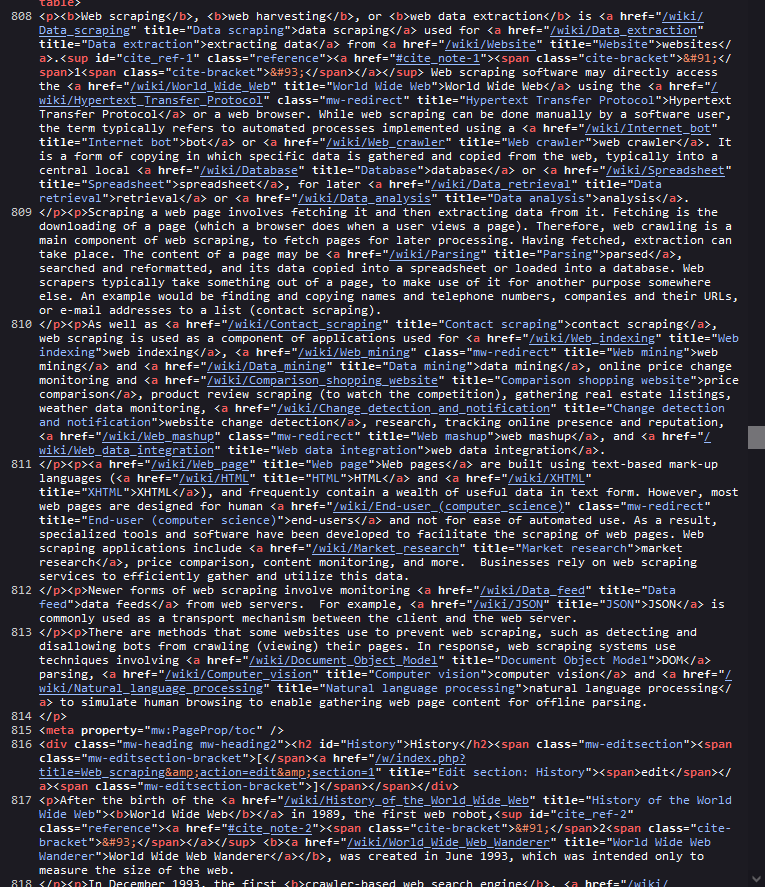 table>
808 <p><b>Web scraping</b>, <b>web harvesting</b>, or <b>web data extraction</b> is <a href="/wiki/
Data_scraping" title="Data scraping">data scraping</a> used for <a href="/wiki/Data_extraction"
title="Data extraction">extracting data</a> from <a href="/wiki/Website" title="Website">websites</
a>.<sup id="cite_ref-1" class="reference"><a href="#cite_note-1"><span class="cite-bracket">&#91;</
span>1<span class="cite-bracket">&#93;</span></a></sup> Web scraping software may directly access
the <a href="/wiki/World_Wide_Web" title="World Wide Web">World Wide Web</a> using the <a href="/
wiki/Hypertext_Transfer_Protocol" class="mw-redirect" title="Hypertext Transfer Protocol">Hypertext
Transfer Protocol</a> or a web browser. While web scraping can be done manually by a software user,
the term typically refers to automated processes implemented using a <a href="/wiki/Internet_bot"
title="Internet bot">bot</a> or <a href="/wiki/Web_crawler" title="Web crawler">web crawler</a>. It
is a form of copying in which specific data is gathered and copied from the web, typically into a
central local <a href="/wiki/Database" title="Database">database</a> or <a href="/wiki/Spreadsheet"
title="Spreadsheet">spreadsheet</a>, for later <a href="/wiki/Data_retrieval" title="Data
retrieval">retrieval</a> or <a href="/wiki/Data_analysis" title="Data analysis">analysis</a>.
809 </p><p>Scraping a web page involves fetching it and then extracting data from it. Fetching is the
downloading of a page (which a browser does when a user views a page). Therefore, web crawling is a
main component of web scraping, to fetch pages for later processing. Having fetched, extraction can
take place. The content of a page may be <a href="/wiki/Parsing" title="Parsing">parsed</a>,
searched and reformatted, and its data copied into a spreadsheet or loaded into a database. Web
scrapers typically take something out of a page, to make use of it for another purpose somewhere
else. An example would be finding and copying names and telephone numbers, companies and their URLs,
or e-mail addresses to a list (contact scraping).
810 </p><p>As well as <a href="/wiki/Contact_scraping" title="Contact scraping">contact scraping</a>,
web scraping is used as a component of applications used for <a href="/wiki/Web_indexing" title="Web
indexing">web indexing</a>, <a href="/wiki/Web_mining" class="mw-redirect" title="Web mining">web
mining</a> and <a href="/wiki/Data_mining" title="Data mining">data mining</a>, online price change
monitoring and <a href="/wiki/Comparison_shopping_website" title="Comparison shopping website">price
comparison</a>, product review scraping (to watch the competition), gathering real estate listings,
weather data monitoring, <a href="/wiki/Change_detection_and_notification" title="Change detection
and notification">website change detection</a>, research, tracking online presence and reputation,
<a href="/wiki/Web_mashup" class="mw-redirect" title="Web mashup">web mashup</a>, and <a href="/
wiki/Web_data_integration" title="Web data integration">web data integration</a>.
811 </p><p><a href="/wiki/Web_page" title="Web page">Web pages</a> are built using text-based mark-up
languages (<a href="/wiki/HTML" title="HTML">HTML</a> and <a href="/wiki/XHTML"
title="XHTML">XHTML</a>), and frequently contain a wealth of useful data in text form. However, most
web pages are designed for human <a href="/wiki/End-user_(computer_science)" class="mw-redirect"
title="End-user (computer science)">end-users</a> and not for ease of automated use. As a result,
specialized tools and software have been developed to facilitate the scraping of web pages. Web
scraping applications include <a href="/wiki/Market_research" title="Market research">market
research</a>, price comparison, content monitoring, and more.  Businesses rely on web scraping
services to efficiently gather and utilize this data.
812 </p><p>Newer forms of web scraping involve monitoring <a href="/wiki/Data_feed" title="Data
feed">data feeds</a> from web servers.  For example, <a href="/wiki/JSON" title="JSON">JSON</a> is
commonly used as a transport mechanism between the client and the web server.
813 </p><p>There are methods that some websites use to prevent web scraping, such as detecting and
disallowing bots from crawling (viewing) their pages. In response, web scraping systems use
techniques involving <a href="/wiki/Document_Object_Model" title="Document Object Model">DOM</a>
parsing, <a href="/wiki/Computer_vision" title="Computer vision">computer vision</a> and <a href="/
wiki/Natural_language_processing" title="Natural language processing">natural language processing</
a> to simulate human browsing to enable gathering web page content for offline parsing.
814 </p>
815 <meta property="mw:PageProp/toc" />
816 <div class="mw-heading mw-heading2"><h2 id="History">History</h2><span class="mw-editsection"><span
class="mw-editsection-bracket">[</span><a href="/w/index.php?
title=Web_scraping&amp;action=edit&amp;section=1" title="Edit section: History"><span>edit</span></
a><span class="mw-editsection-bracket">]</span></span></div>
817 <p>After the birth of the <a href="/wiki/History_of_the_World_Wide_Web" title="History of the World
Wide Web"><b>World Wide Web</b></a> in 1989, the first web robot,<sup id="cite_ref-2"
class="reference"><a href="#cite_note-2"><span class="cite-bracket">&#91;</span>2<span class="cite-
bracket">&#93;</span></a></sup> <b><a href="/wiki/World_Wide_Web_Wanderer" title="World Wide Web
Wanderer">World Wide Web Wanderer</a></b>, was created in June 1993, which was intended only to
measure the size of the web.
818 </p><p>In December 1993, the first <b>crawler-based web search engine</b>, <a href="/wiki/